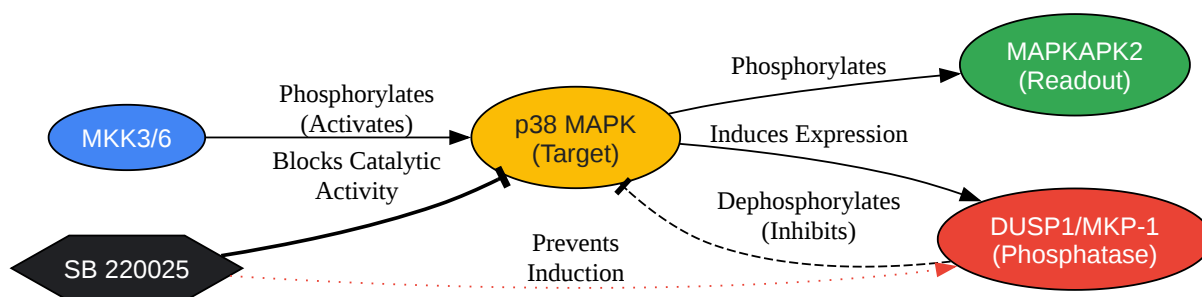 MAPKAPK2
(Readout)
Phosphorylates
Phosphorylates
(Activates)
MKK3/6
p38 MAPK
(Target)
Induces Expression
Blocks Catalytic
Activity
Dephosphorylates
(Inhibits)
DUSP1/MKP-1
(Phosphatase)
SB 220025
Prevents
Induction